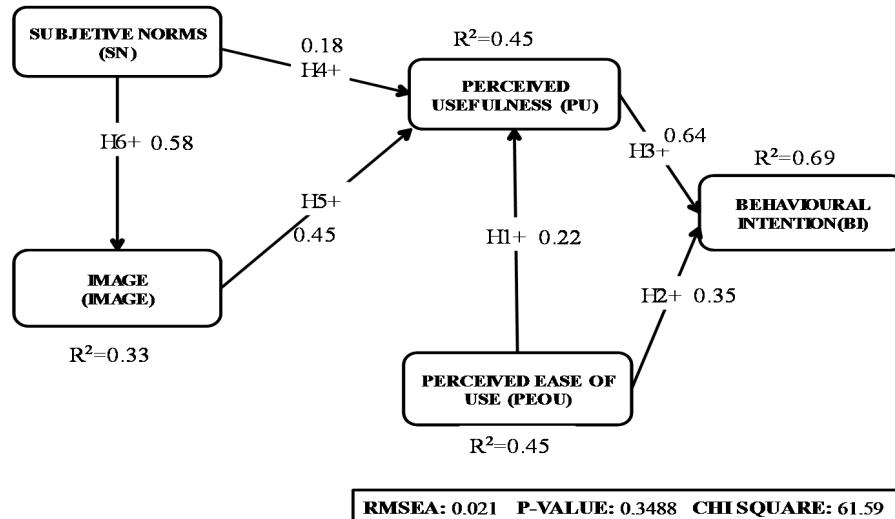 SUBJETIVE NORMS
(SN)
R²=0.45
0.18
H4+
PERCEIVED
USEFULNESS (PU)
H6+ 0.58
0.64
H3+
R²=0.69
H5+
0.45
BEHAVIOURAL
INTENTION(BI)
H1+ 0.22
IMAGE
(IMAGE)
H2+ 0.35
R²=0.33
PERCEIVED EASE OF
USE (PEOU)
R²=0.45
RMSEA: 0.021 P-VALUE: 0.3488 CHI SQUARE: 61.59